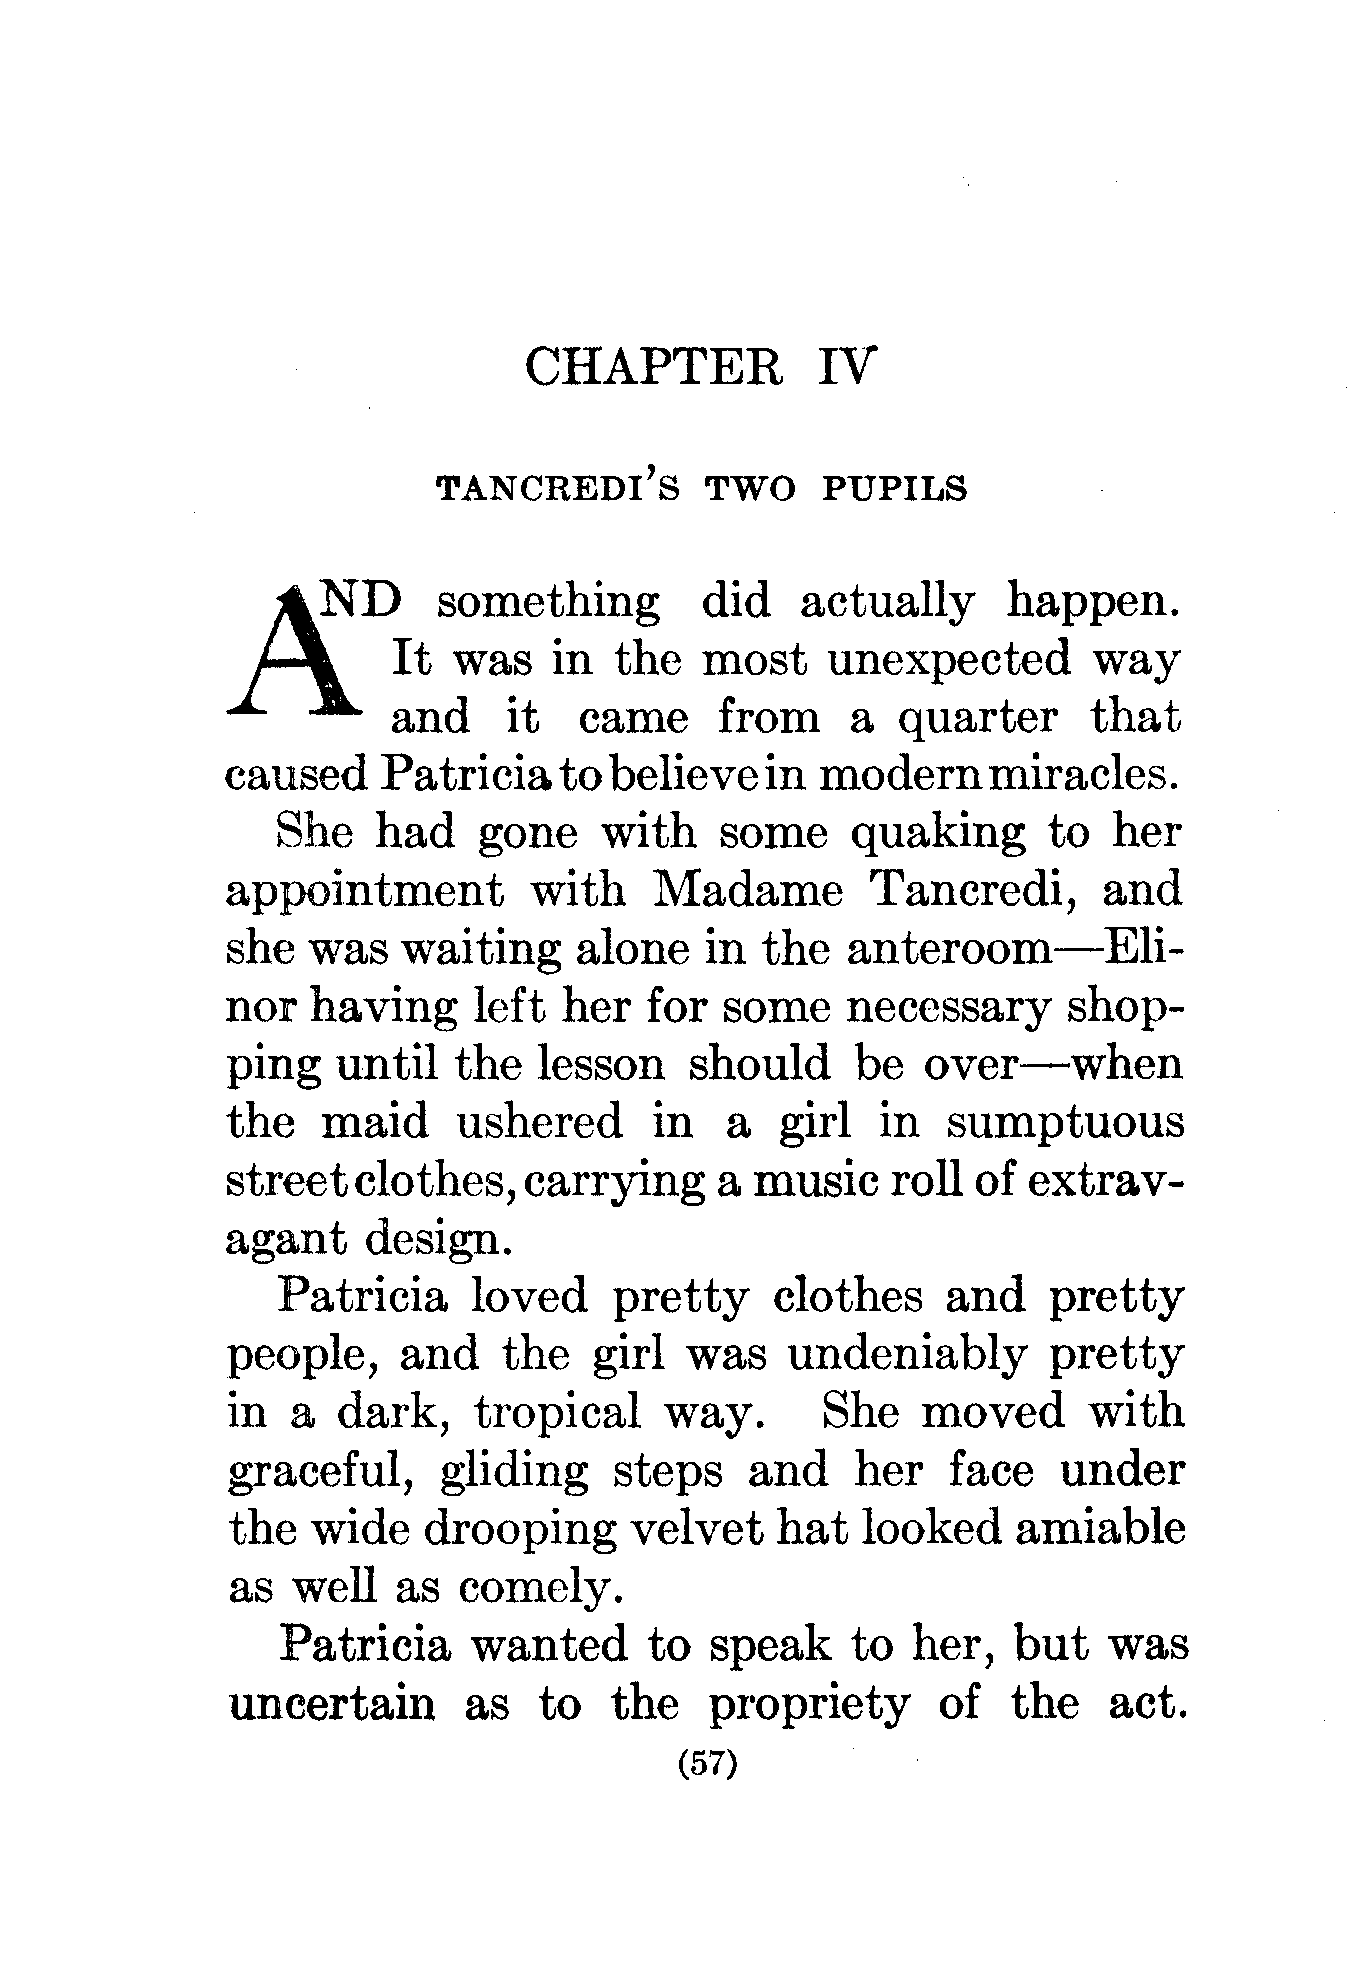 CHAPTER IV
TANCREDI'S TWO PUPILS
AND something did actually happen.
It was in the most unexpected way
and it came from a quarter that
caused Patricia to believe in modern miracles.
She had gone with some quaking to her
appointment with Madame Tancredi, and
she was waiting alone in the anteroom—Eli-
nor having left her for some necessary shop-
ping until the lesson should be over—when
the maid ushered in a girl in sumptuous
street clothes, carrying a music roll of extrav-
agant design.
Patricia loved pretty clothes and pretty
people, and the girl was undeniably pretty
in a dark, tropical way. She moved with
graceful, gliding steps and her face under
the wide drooping velvet hat looked amiable
as well as comely.
Patricia wanted to speak to her, but was
uncertain as to the propriety of the act.
(57)